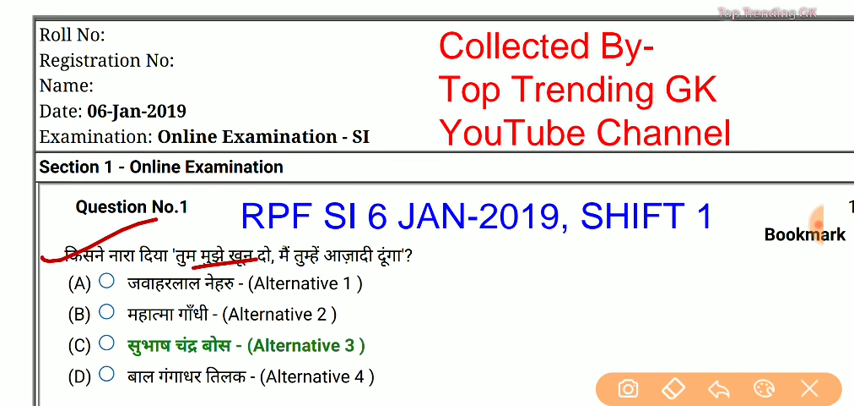 Top Trending GK
Roll No:
Registration No:
Name:
Date: 06-Jan-2019
Examination: Online Examination - SI
Collected By-
Top Trending GK
YouTube Channel
Section 1 - Online Examination
Question No.1
RPF SI 6 JAN-2019, SHIFT 1
1
Bookmark
किसने नारा दिया 'तुम मुझे खून दो, मैं तुम्हें आज़ादी दूंगा'?
(A) जवाहरलाल नेहरु - (Alternative 1 )
(B) महात्मा गाँधी - (Alternative 2 )
(C) सुभाष चंद्र बोस - (Alternative 3 )
(D) बाल गंगाधर तिलक - (Alternative 4 )